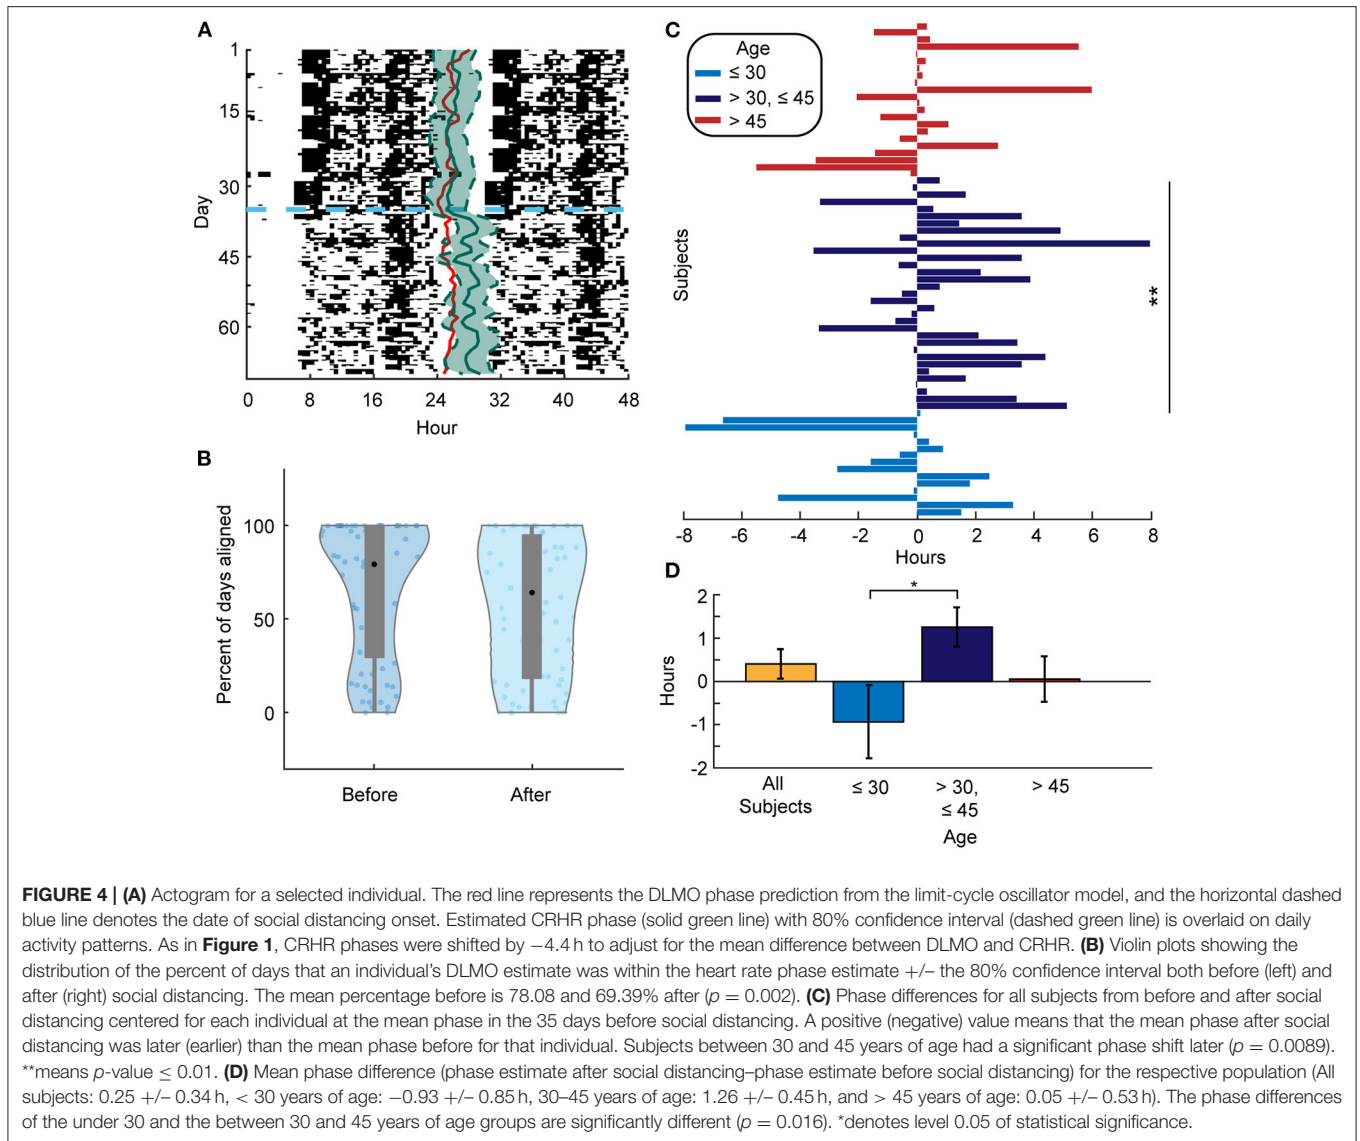 A
1
15
30
45
60
Day
0 8 16 24 32 40 48
Hour
B
100
50
0
Percent of days aligned
Before After
C
Age
≤ 30
> 30, ≤ 45
> 45
Subjects
**
-8 -6 -4 -2 0 2 4 6 8
Hours
D
2
1
0
-1
-2
Hours
*
All
Subjects
≤ 30
> 30,
≤ 45
> 45
Age
FIGURE 4 | (A) Actogram for a selected individual. The red line represents the DLMO phase prediction from the limit-cycle oscillator model, and the horizontal dashed
blue line denotes the date of social distancing onset. Estimated CRHR phase (solid green line) with 80% confidence interval (dashed green line) is overlaid on daily
activity patterns. As in Figure 1, CRHR phases were shifted by −4.4 h to adjust for the mean difference between DLMO and CRHR. (B) Violin plots showing the
distribution of the percent of days that an individual's DLMO estimate was within the heart rate phase estimate +/− the 80% confidence interval both before (left) and
after (right) social distancing. The mean percentage before is 78.08 and 69.39% after (p = 0.002). (C) Phase differences for all subjects from before and after social
distancing centered for each individual at the mean phase in the 35 days before social distancing. A positive (negative) value means that the mean phase after social
distancing was later (earlier) than the mean phase before for that individual. Subjects between 30 and 45 years of age had a significant phase shift later (p = 0.0089).
**means p-value ≤ 0.01. (D) Mean phase difference (phase estimate after social distancing–phase estimate before social distancing) for the respective population (All
subjects: 0.25 +/− 0.34 h, < 30 years of age: −0.93 +/− 0.85 h, 30–45 years of age: 1.26 +/− 0.45 h, and > 45 years of age: 0.05 +/− 0.53 h). The phase differences
of the under 30 and the between 30 and 45 years of age groups are significantly different (p = 0.016). *denotes level 0.05 of statistical significance.